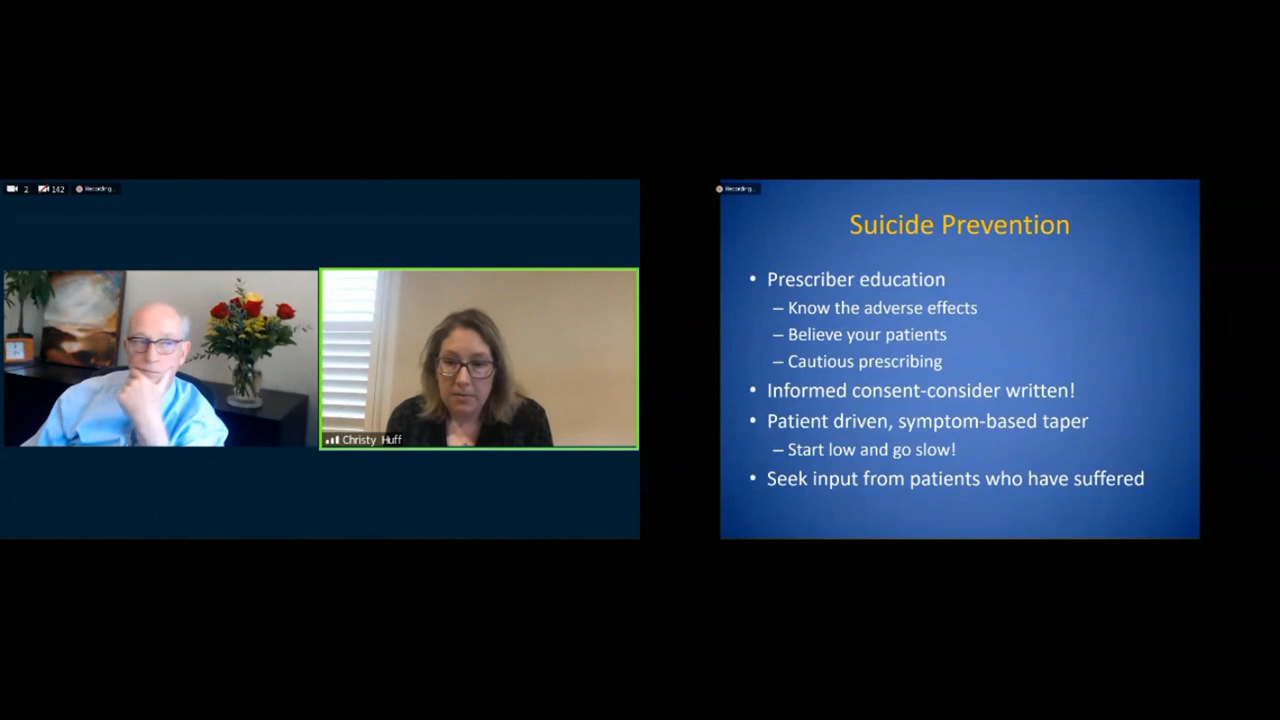 2 142 Recording...
Christy Huff
Recording...
Suicide Prevention
• Prescriber education
– Know the adverse effects
– Believe your patients
– Cautious prescribing
• Informed consent-consider written!
• Patient driven, symptom-based taper
– Start low and go slow!
• Seek input from patients who have suffered